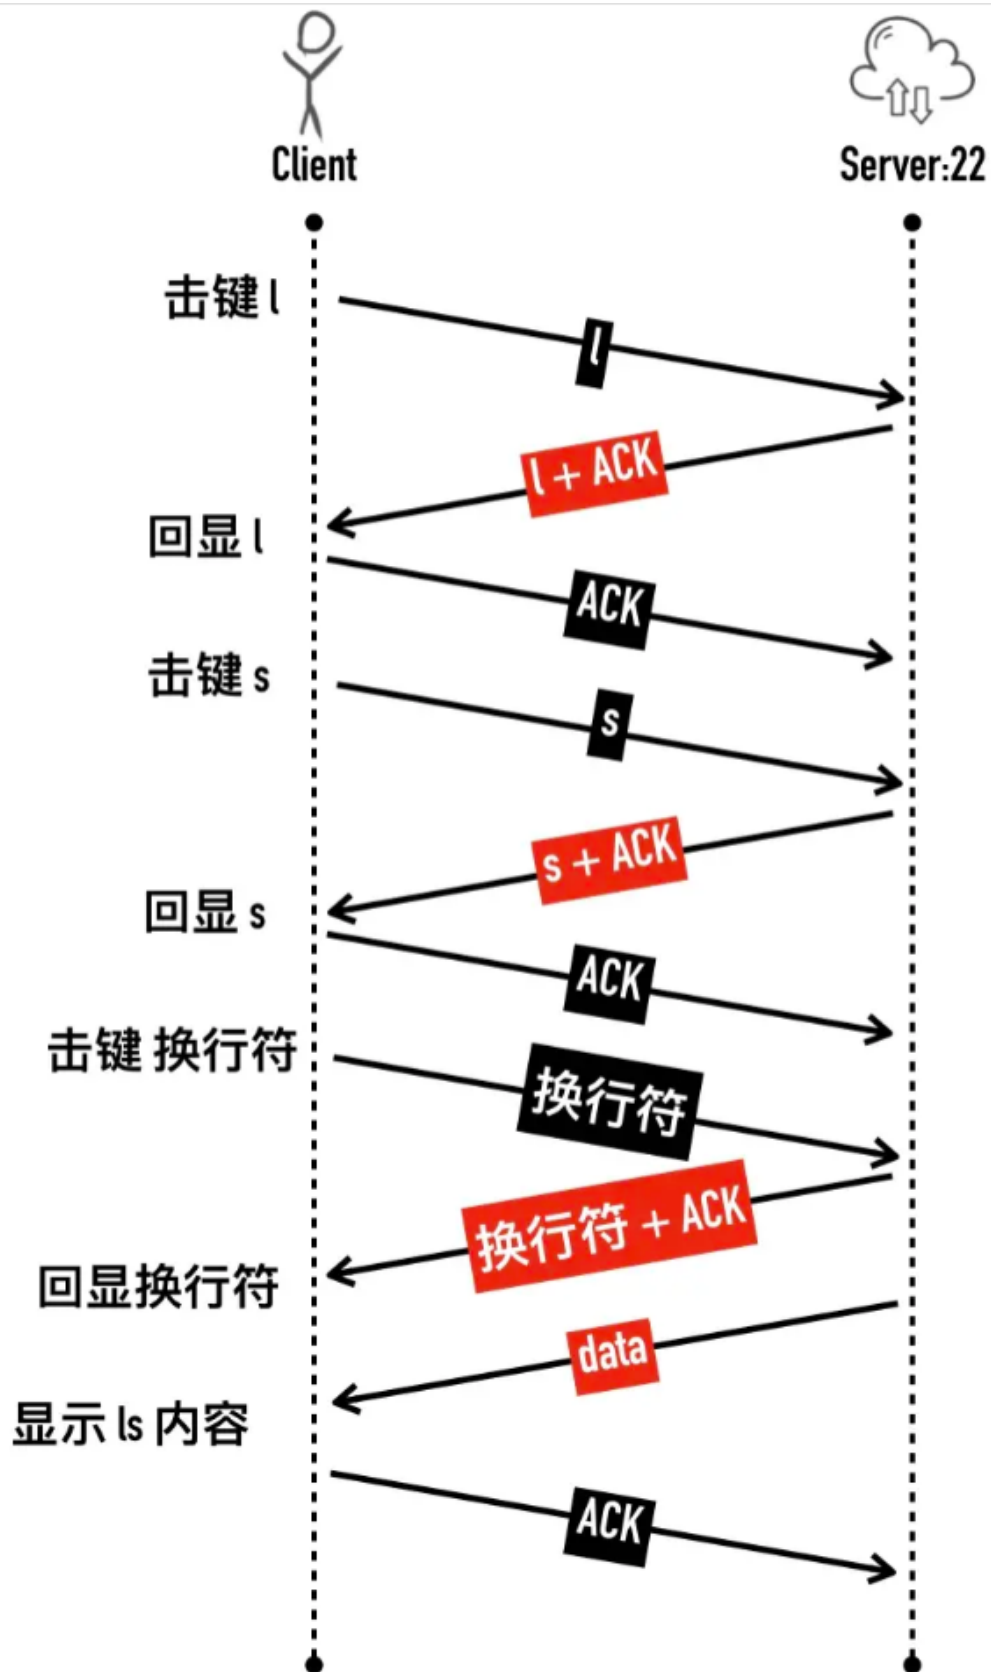 Client
Server:22
击键 l
l
l + ACK
回显 l
ACK
击键 s
s
s + ACK
回显 s
ACK
击键 换行符
换行符
换行符 + ACK
回显换行符
data
显示 ls 内容
ACK